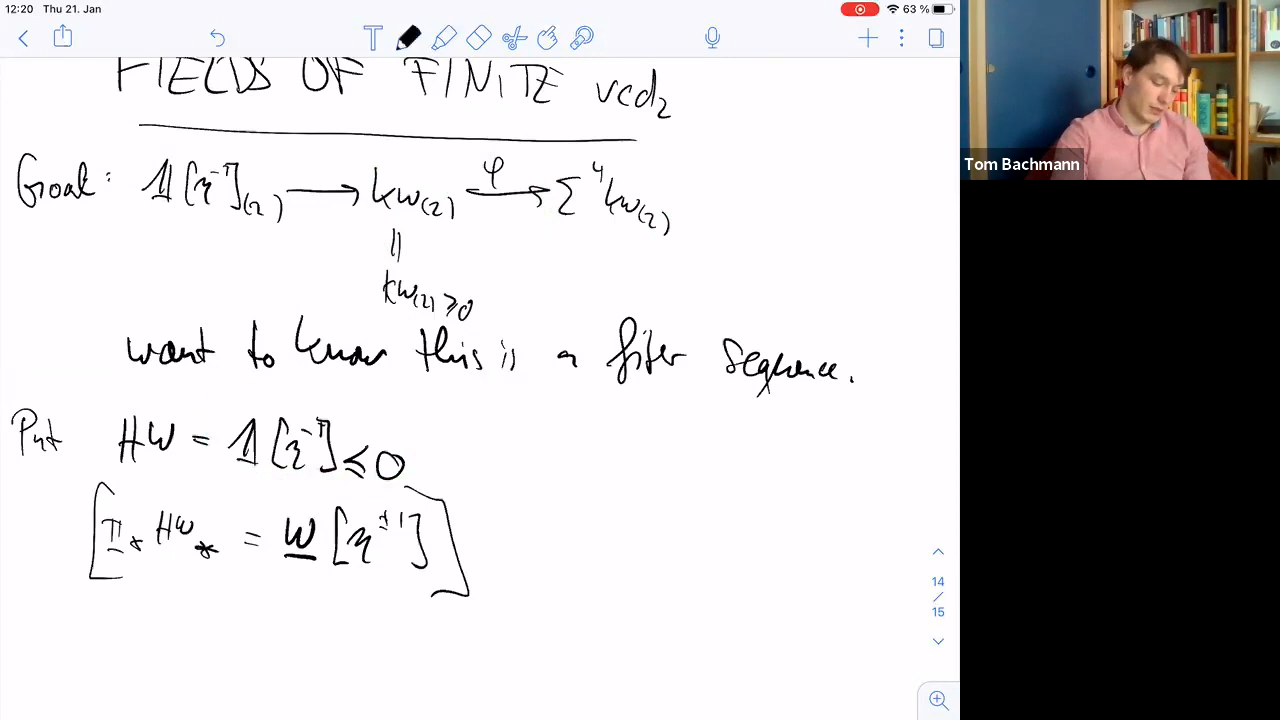 12:20 Thu 21. Jan 63 %
FIELDS OF FINITE vcd₂
Goal: 𝟙[η⁻¹]₍₂₎ ⟶ kw₍₂₎ —φ→ Σ⁴kw₍₂₎
||
KW₍₂₎ ≥0
want to know this is a fiber sequence.
Put HW = 𝟙[η⁻¹]≤0
[π⁎ HW⁎ = W[η^±1]]
Tom Bachmann
14
/
15